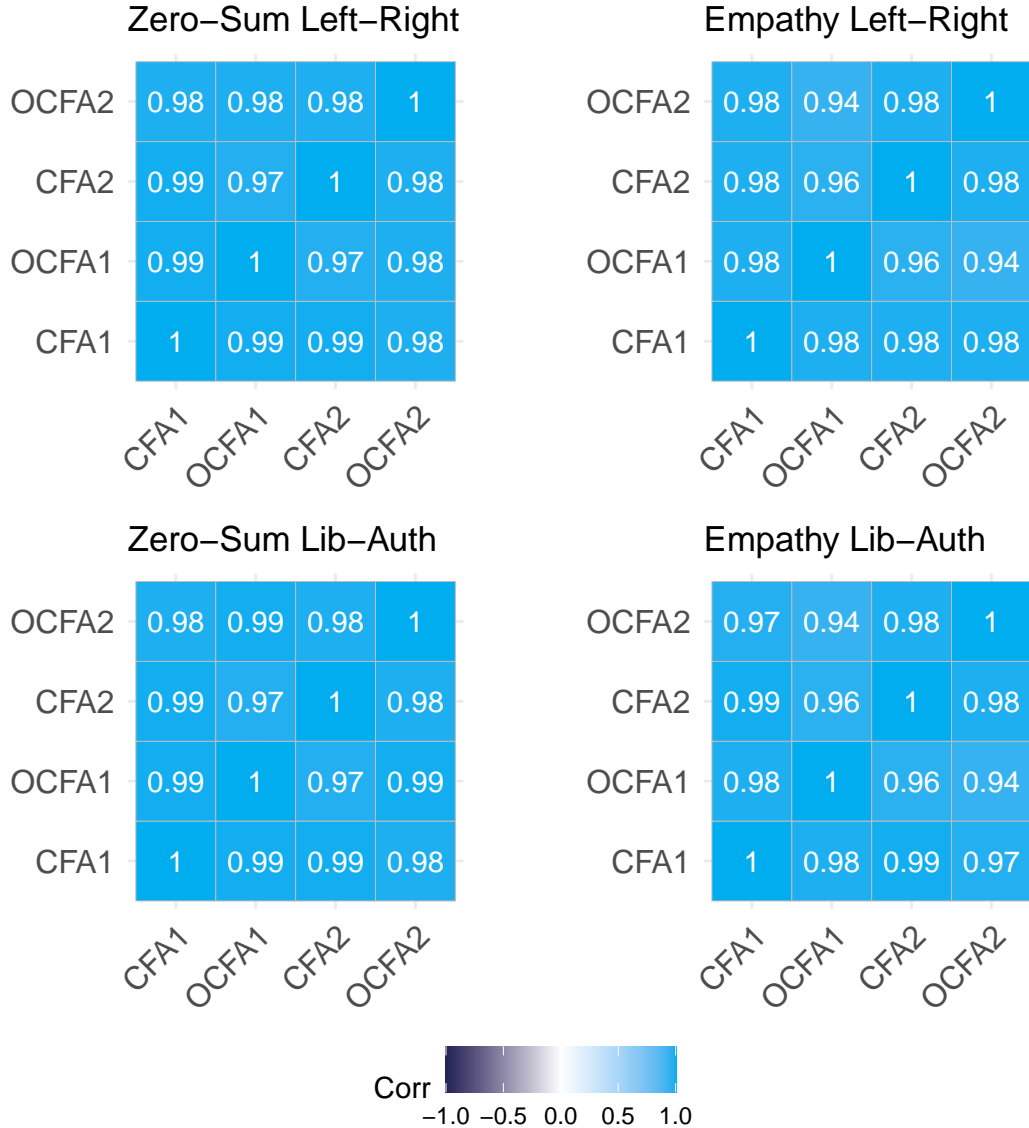 Zero−Sum Left−Right
OCFA2 0.98 0.98 0.98 1
CFA2 0.99 0.97 1 0.98
OCFA1 0.99 1 0.97 0.98
CFA1 1 0.99 0.99 0.98
CFA1 OCFA1 CFA2 OCFA2
Empathy Left−Right
OCFA2 0.98 0.94 0.98 1
CFA2 0.98 0.96 1 0.98
OCFA1 0.98 1 0.96 0.94
CFA1 1 0.98 0.98 0.98
CFA1 OCFA1 CFA2 OCFA2
Zero−Sum Lib−Auth
OCFA2 0.98 0.99 0.98 1
CFA2 0.99 0.97 1 0.98
OCFA1 0.99 1 0.97 0.99
CFA1 1 0.99 0.99 0.98
CFA1 OCFA1 CFA2 OCFA2
Empathy Lib−Auth
OCFA2 0.97 0.94 0.98 1
CFA2 0.99 0.96 1 0.98
OCFA1 0.98 1 0.96 0.94
CFA1 1 0.98 0.99 0.97
CFA1 OCFA1 CFA2 OCFA2
Corr
−1.0 −0.5 0.0 0.5 1.0